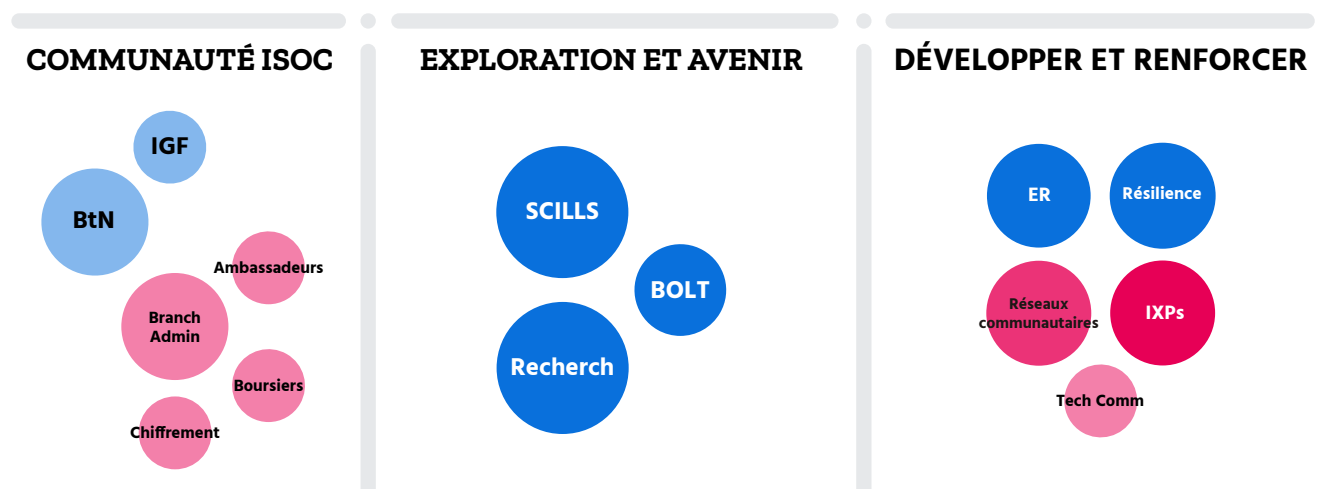 COMMUNAUTÉ ISOC
IGF
BtN
Ambassadeurs
Branch
Admin
Boursiers
Chiffrement
EXPLORATION ET AVENIR
SCILLS
BOLT
Recherch
DÉVELOPPER ET RENFORCER
ER
Résilience
Réseaux
communautaires
IXPs
Tech Comm